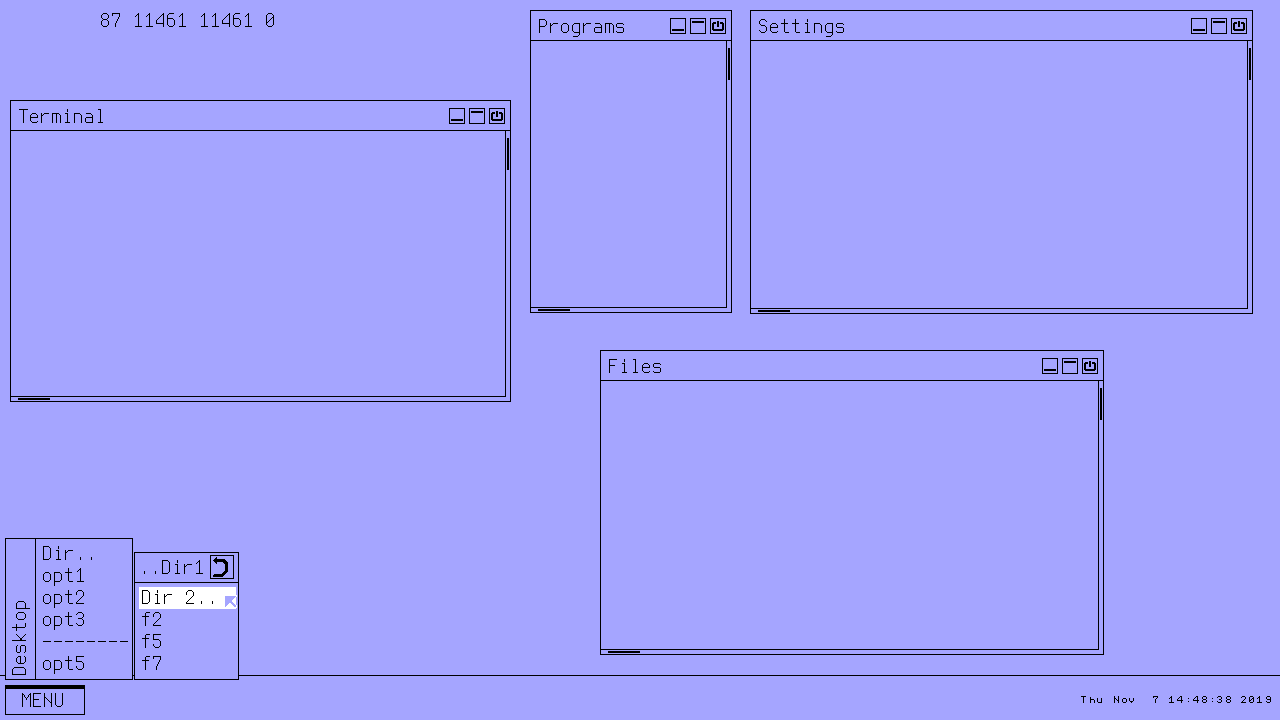 87 11461 11461 0
Programs
Settings
Terminal
Files
Desktop
Dir..
opt1
opt2
opt3
--------
opt5
..Dir1
Dir 2..
f2
f5
f7
MENU
Thu Nov  7 14:48:38 2019